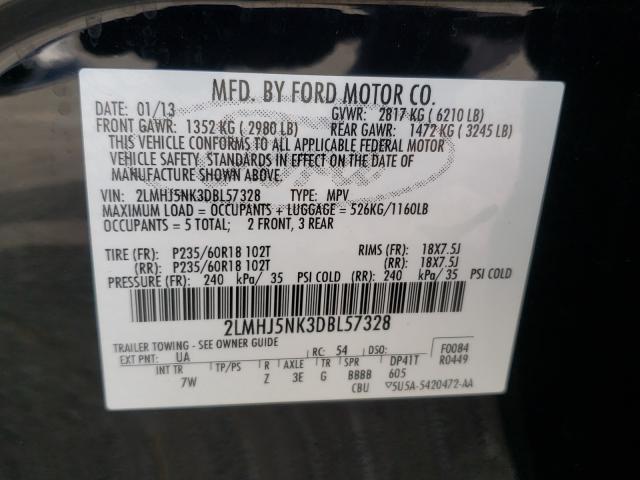 MFD. BY FORD MOTOR CO.
DATE: 01/13 GVWR: 2817 KG ( 6210 LB)
FRONT GAWR: 1352 KG ( 2980 LB) REAR GAWR: 1472 KG ( 3245 LB)
THIS VEHICLE CONFORMS TO ALL APPLICABLE FEDERAL MOTOR
VEHICLE SAFETY STANDARDS IN EFFECT ON THE DATE OF
MANUFACTURE SHOWN ABOVE.
VIN: 2LMHJ5NK3DBL57328 TYPE: MPV
MAXIMUM LOAD = OCCUPANTS + LUGGAGE = 526KG/1160LB
OCCUPANTS = 5 TOTAL; 2 FRONT, 3 REAR
TIRE (FR): P235/60R18 102T RIMS (FR): 18X7.5J
(RR): P235/60R18 102T (RR): 18X7.5J
PRESSURE (FR): 240 kPa/ 35 PSI COLD (RR): 240 kPa/ 35 PSI COLD
2LMHJ5NK3DBL57328
TRAILER TOWING - SEE OWNER GUIDE
EXT PNT: UA RC: 54 DSO: F0084
INT TR TP/PS R AXLE TR SPR DP41T R0449
7W Z 3E G BBBB 605
CBU ▽5U5A-5420472-AA